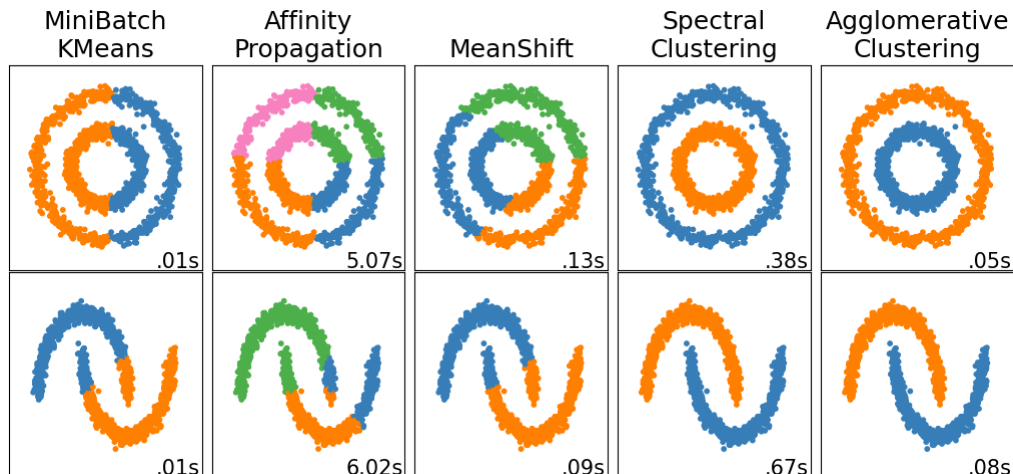 MiniBatch
KMeans
Affinity
Propagation
MeanShift
Spectral
Clustering
Agglomerative
Clustering
.01s
5.07s
.13s
.38s
.05s
.01s
6.02s
.09s
.67s
.08s